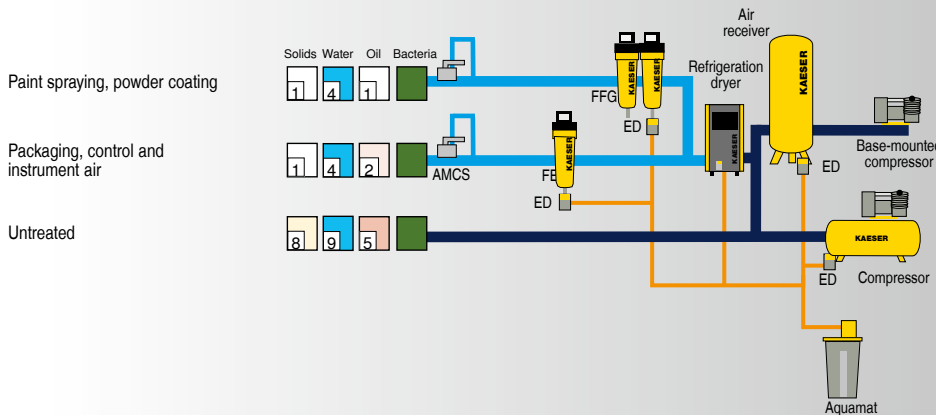 Air
receiver
Solids Water Oil Bacteria
Refrigeration
dryer
KAESER
Paint spraying, powder coating
1 4 1
FFG
KAESER
KAESER
ED
KAESER
Base-mounted
compressor
Packaging, control and
instrument air
1 4 2
AMCS
FE
KAESER
ED
ED
Untreated
8 9 5
KAESER
ED
Compressor
Aquamat